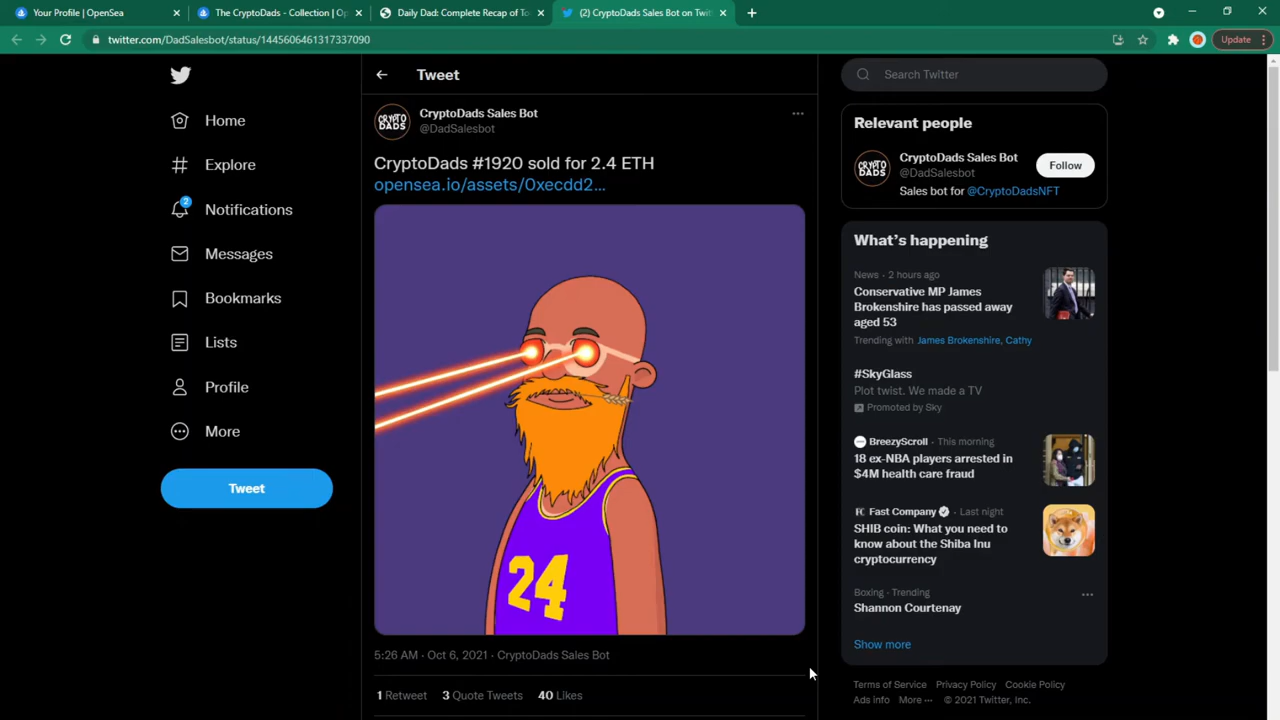 Your Profile | OpenSea
The CryptoDads - Collection | Op
Daily Dad: Complete Recap of To
(2) CryptoDads Sales Bot on Twit
twitter.com/DadSalesbot/status/1445606461317337090
Update
Home
Explore
2
Notifications
Messages
Bookmarks
Lists
Profile
More
Tweet
Tweet
CRYPTO
DADS
CryptoDads Sales Bot
@DadSalesbot
CryptoDads #1920 sold for 2.4 ETH
opensea.io/assets/0xecdd2...
24
5:26 AM · Oct 6, 2021 · CryptoDads Sales Bot
1 Retweet 3 Quote Tweets 40 Likes
Search Twitter
Relevant people
CRYPTO
DADS
CryptoDads Sales Bot
@DadSalesbot
Follow
Sales bot for @CryptoDadsNFT
What's happening
News · 2 hours ago
Conservative MP James
Brokenshire has passed away
aged 53
Trending with James Brokenshire, Cathy
#SkyGlass
Plot twist. We made a TV
Promoted by Sky
BreezyScroll · This morning
18 ex-NBA players arrested in
$4M health care fraud
FC Fast Company · Last night
SHIB coin: What you need to
know about the Shiba Inu
cryptocurrency
Boxing · Trending
Shannon Courtenay
Show more
Terms of Service Privacy Policy Cookie Policy
Ads info More ··· © 2021 Twitter, Inc.